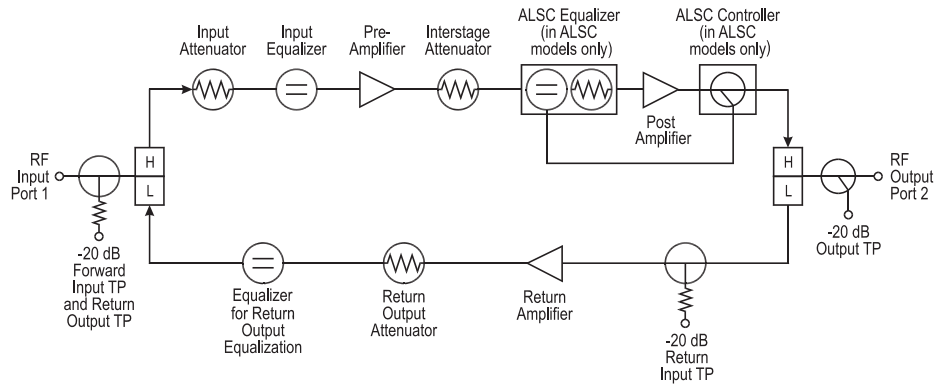 Input
Attenuator
Input
Equalizer
Pre-
Amplifier
Interstage
Attenuator
ALSC Equalizer
(in ALSC
models only)
ALSC Controller
(in ALSC
models only)
Post
Amplifier
RF
Input
Port 1
H
L
H
L
RF
Output
Port 2
-20 dB
Forward
Input TP
and Return
Output TP
-20 dB
Output TP
Equalizer
for Return
Output
Equalization
Return
Output
Attenuator
Return
Amplifier
-20 dB
Return
Input TP